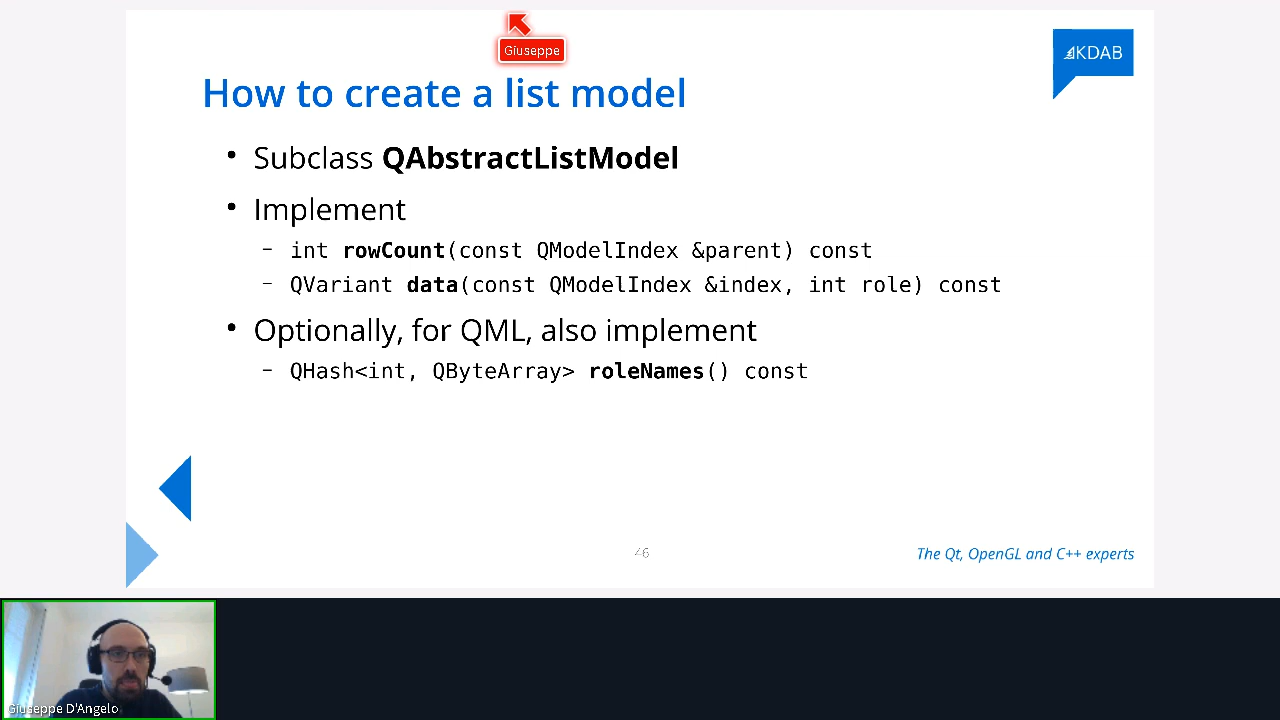 Giuseppe
KDAB
How to create a list model
• Subclass QAbstractListModel
• Implement
– int rowCount(const QModelIndex &parent) const
– QVariant data(const QModelIndex &index, int role) const
• Optionally, for QML, also implement
– QHash<int, QByteArray> roleNames() const
46
The Qt, OpenGL and C++ experts
Giuseppe D'Angelo